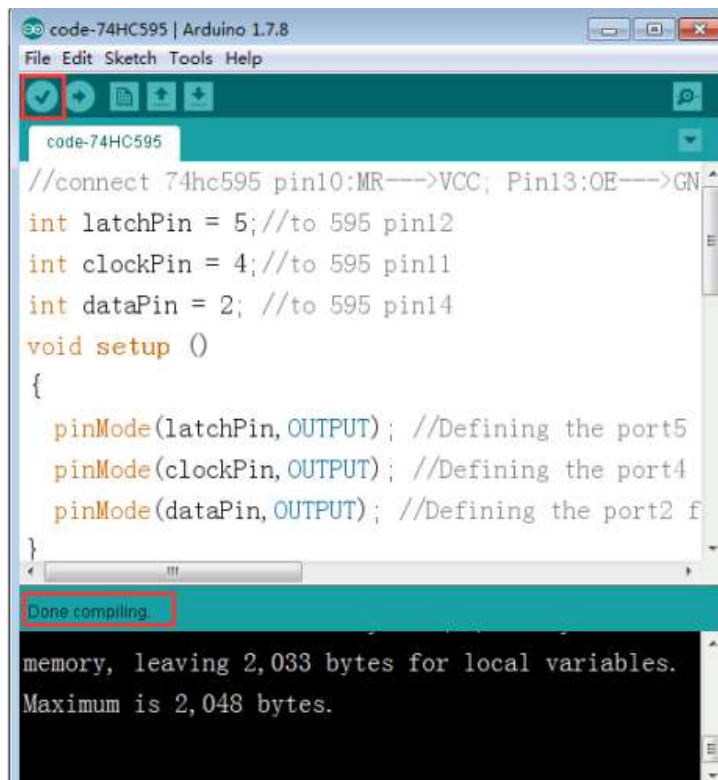 code-74HC595 | Arduino 1.7.8
File Edit Sketch Tools Help
code-74HC595
//connect 74hc595 pin10:MR--->VCC; Pin13:OE--->GN
int latchPin = 5;//to 595 pin12
int clockPin = 4;//to 595 pin11
int dataPin = 2; //to 595 pin14
void setup ()
{
pinMode(latchPin,OUTPUT); //Defining the port5
pinMode(clockPin,OUTPUT); //Defining the port4
pinMode(dataPin,OUTPUT); //Defining the port2 f
}
Done compiling.
memory, leaving 2,033 bytes for local variables.
Maximum is 2,048 bytes.